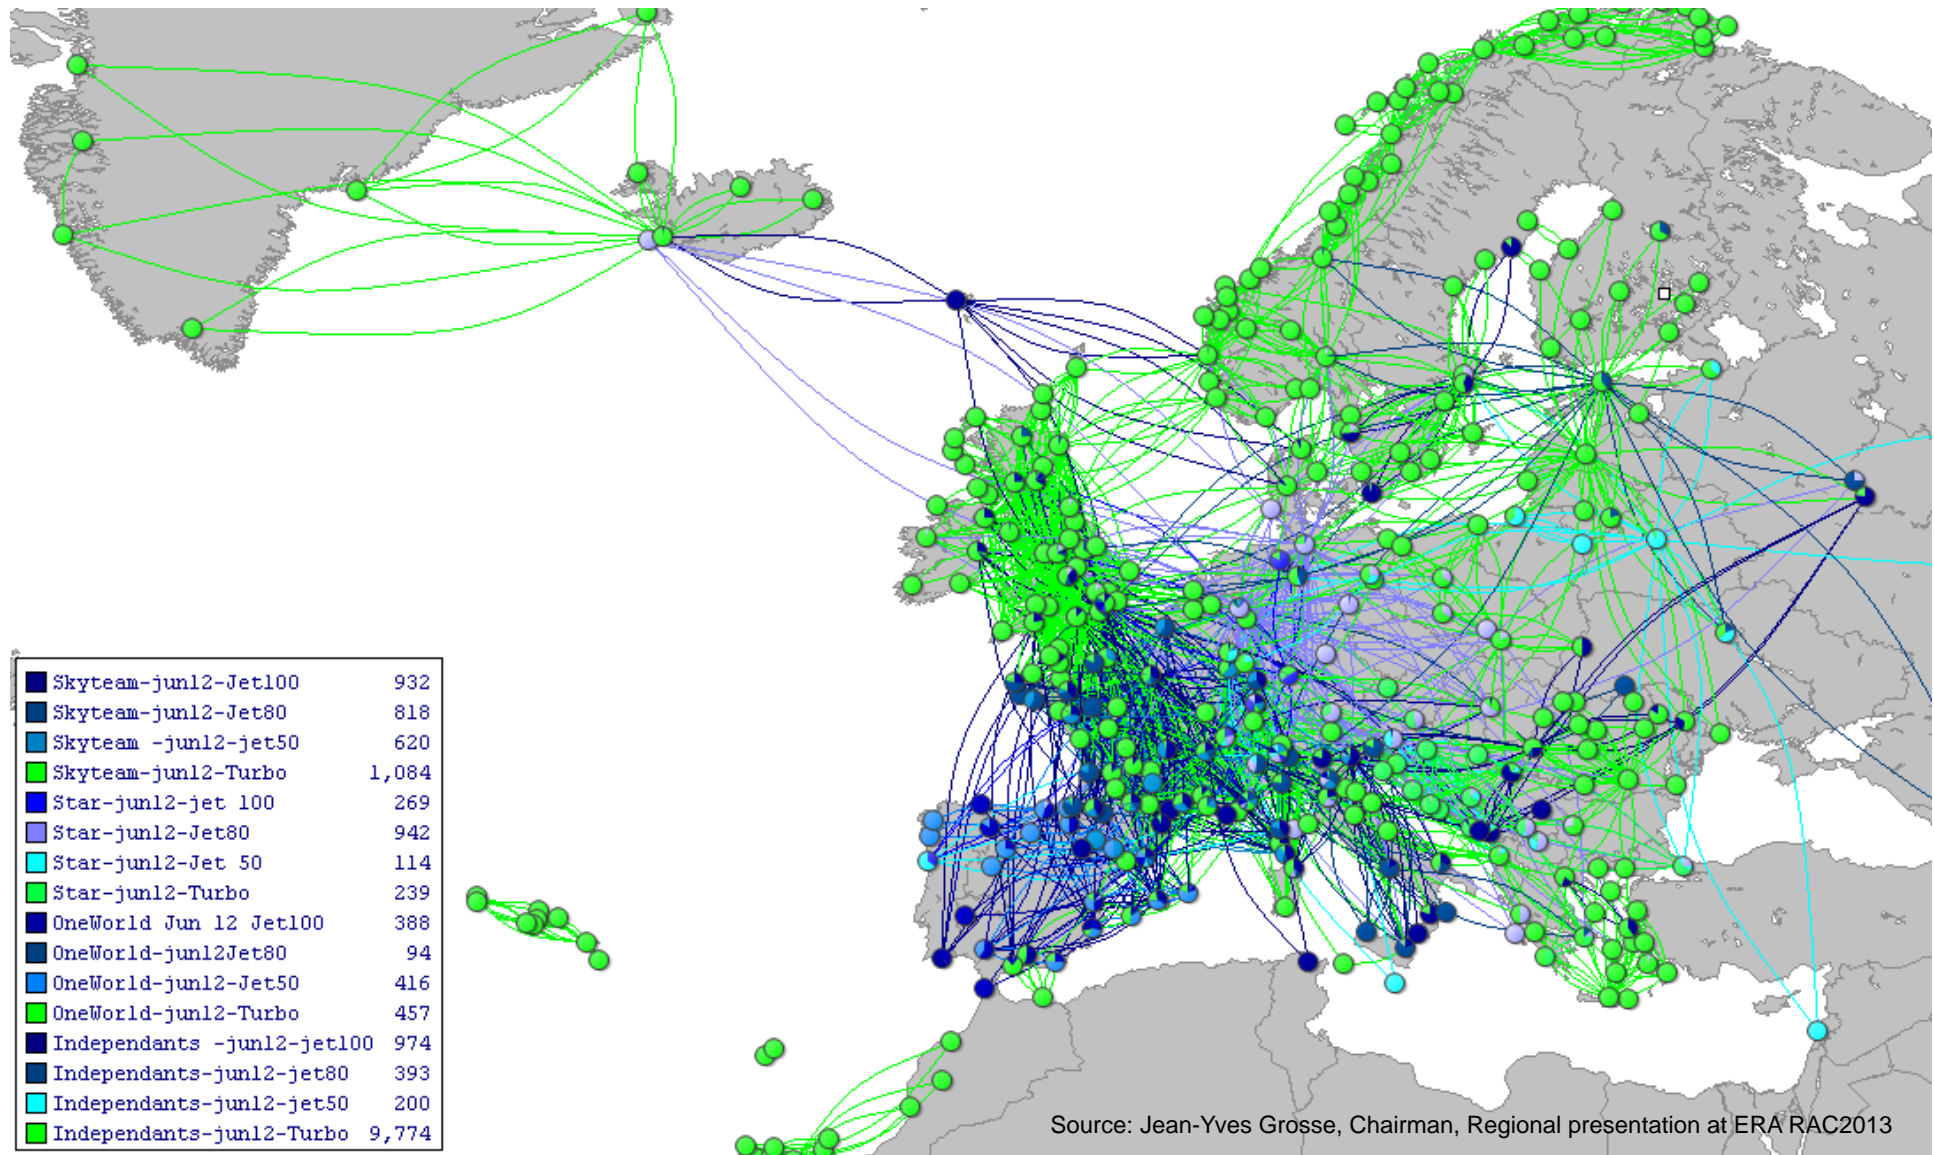 Skyteam-jun12-Jet100 932
Skyteam-jun12-Jet80 818
Skyteam -jun12-jet50 620
Skyteam-jun12-Turbo 1,084
Star-jun12-jet 100 269
Star-jun12-Jet80 942
Star-jun12-Jet 50 114
Star-jun12-Turbo 239
OneWorld Jun 12 Jet100 388
OneWorld-jun12Jet80 94
OneWorld-jun12-Jet50 416
OneWorld-jun12-Turbo 457
Independants -jun12-jet100 974
Independants-jun12-jet80 393
Independants-jun12-jet50 200
Independants-jun12-Turbo 9,774
Source: Jean-Yves Grosse, Chairman, Regional presentation at ERA RAC2013